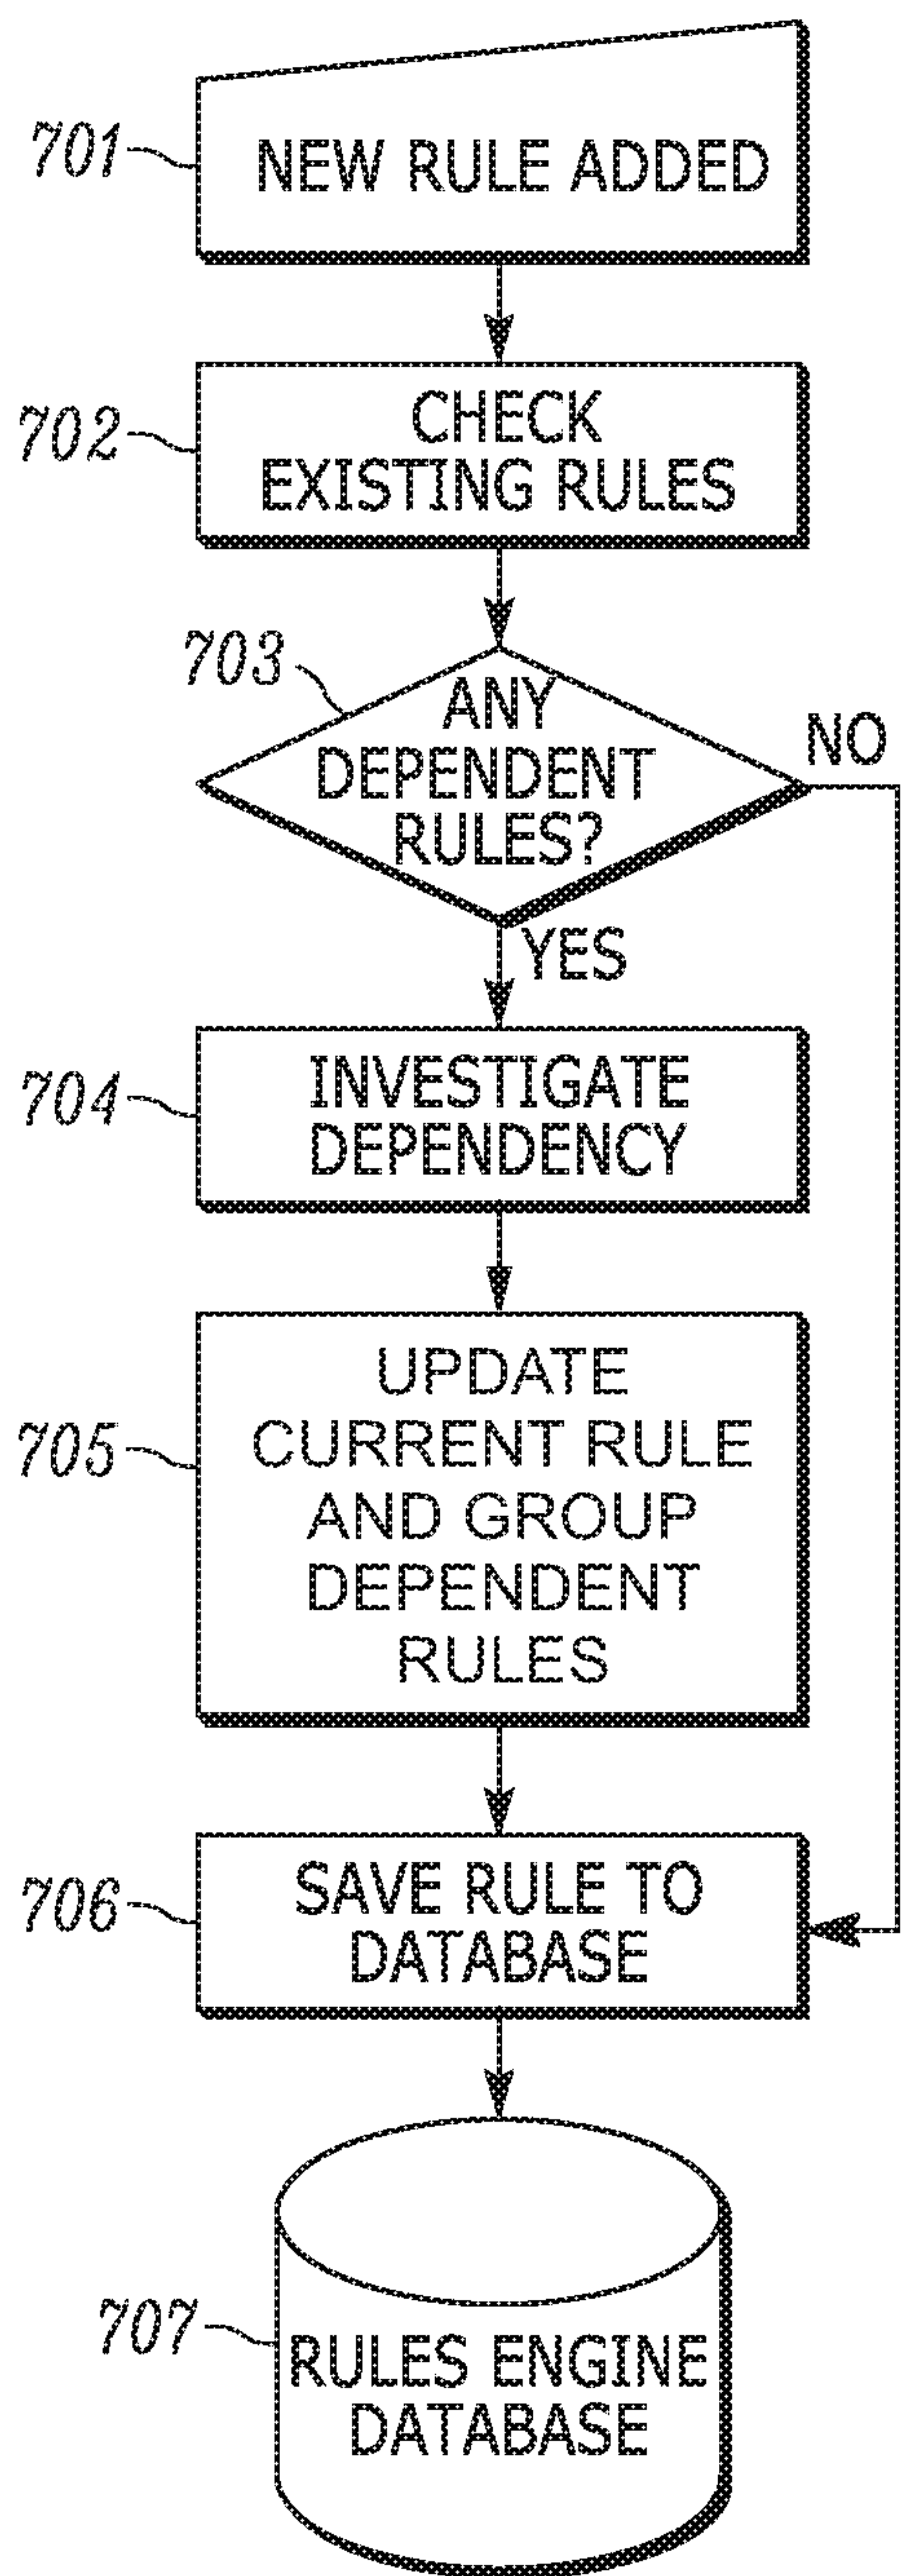 701
NEW RULE ADDED
702
CHECK
EXISTING RULES
703
ANY
DEPENDENT
RULES?
NO
YES
704
INVESTIGATE
DEPENDENCY
705
UPDATE
CURRENT RULE
AND GROUP
DEPENDENT
RULES
706
SAVE RULE TO
DATABASE
707
RULES ENGINE
DATABASE